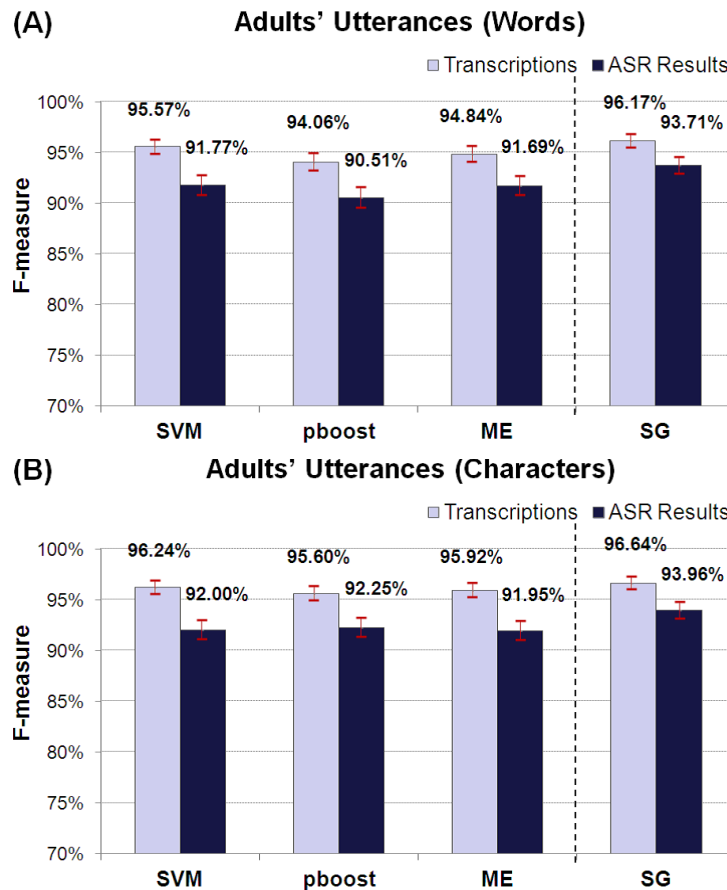 (A) Adults' Utterances (Words)
Transcriptions ASR Results
100%
95%
90%
85%
80%
75%
70%
F-measure
95.57% 91.77% 94.06% 90.51% 94.84% 91.69% 96.17% 93.71%
SVM pboost ME SG
(B) Adults' Utterances (Characters)
Transcriptions ASR Results
100%
95%
90%
85%
80%
75%
70%
F-measure
96.24% 92.00% 95.60% 92.25% 95.92% 91.95% 96.64% 93.96%
SVM pboost ME SG